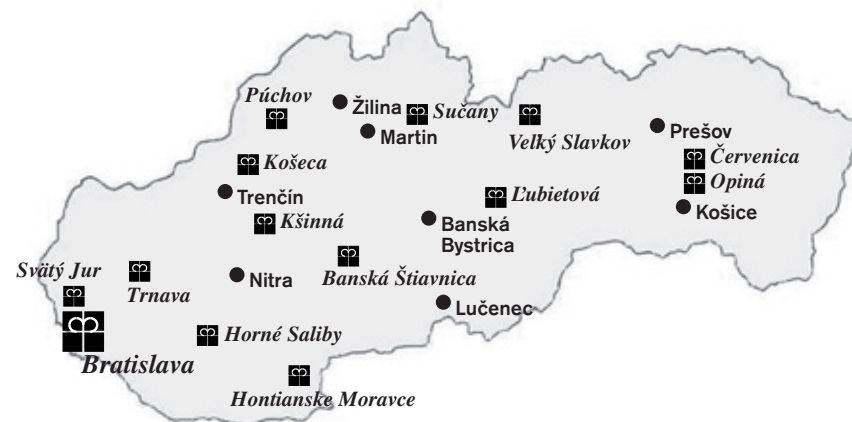 Púchov
Žilina
Sučany
Martin
Veľký Slavkov
Prešov
Červenica
Košeca
Opiná
Trenčín
Ľubietová
Košice
Kšinná
Banská
Bystrica
Svätý Jur
Trnava
Nitra
Banská Štiavnica
Lučenec
Horné Saliby
Bratislava
Hontianske Moravce